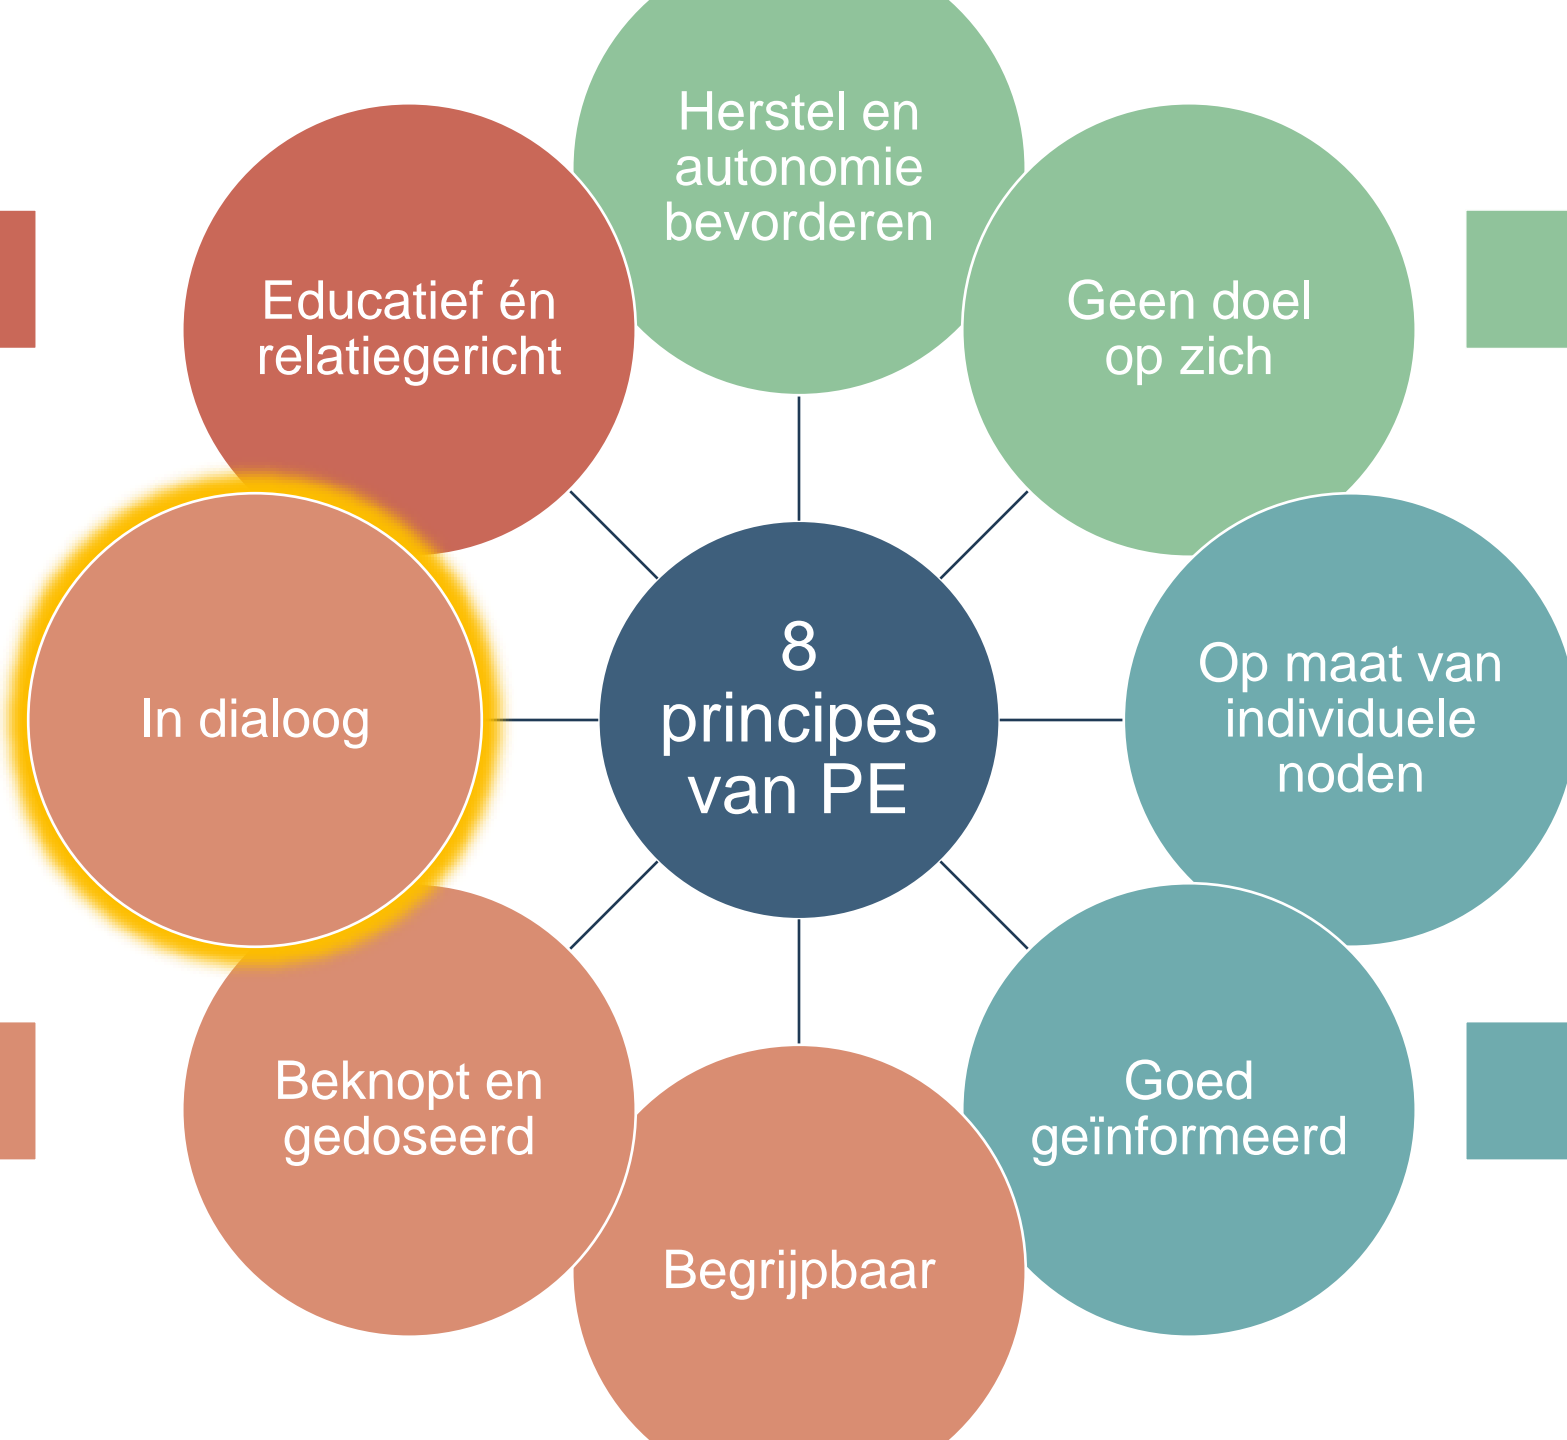 Herstel en
autonomie
bevorderen
Geen doel
op zich
Op maat van
individuele
noden
Goed
geïnformeerd
Begrijpbaar
Beknopt en
gedoseerd
In dialoog
Educatief én
relatiegericht
8
principes
van PE